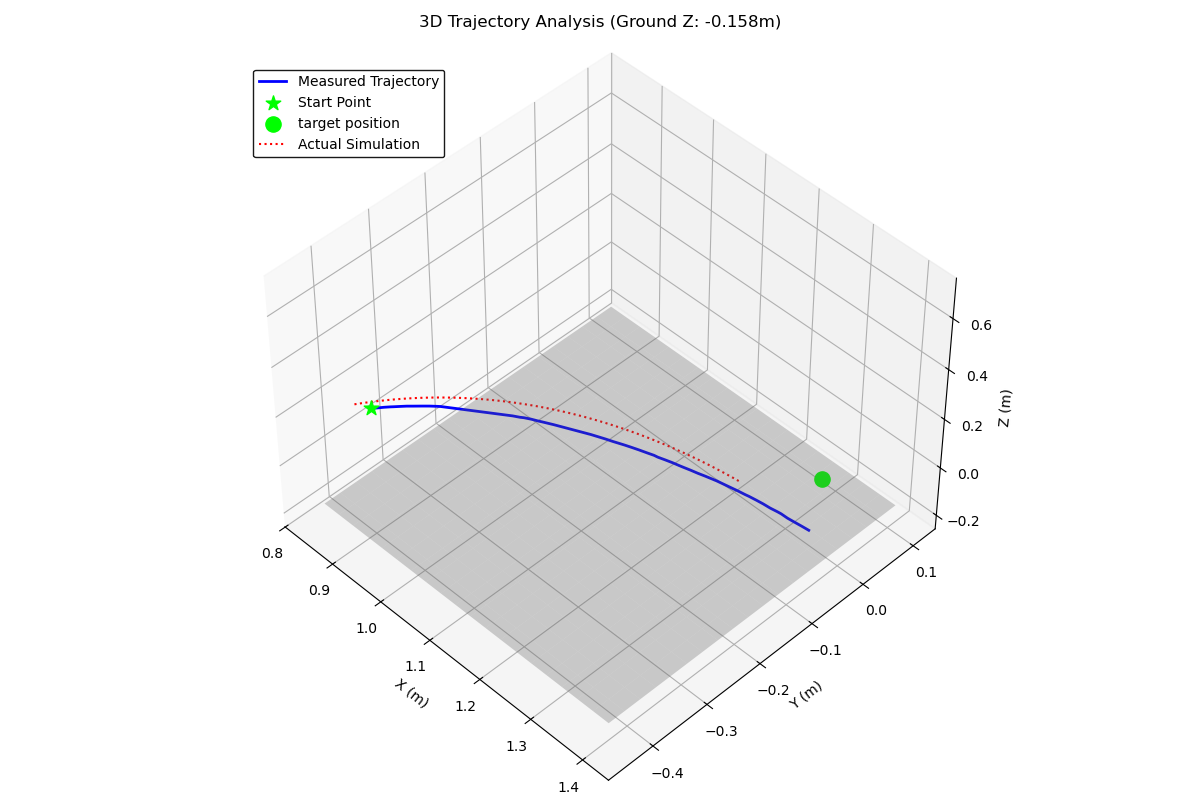 3D Trajectory Analysis (Ground Z: -0.158m)
Measured Trajectory
Start Point
target position
Actual Simulation
0.6
0.4
0.2
0.0
−0.2
Z (m)
0.8
0.9
1.0
1.1
1.2
1.3
1.4
X (m)
0.1
0.0
−0.1
−0.2
−0.3
−0.4
Y (m)